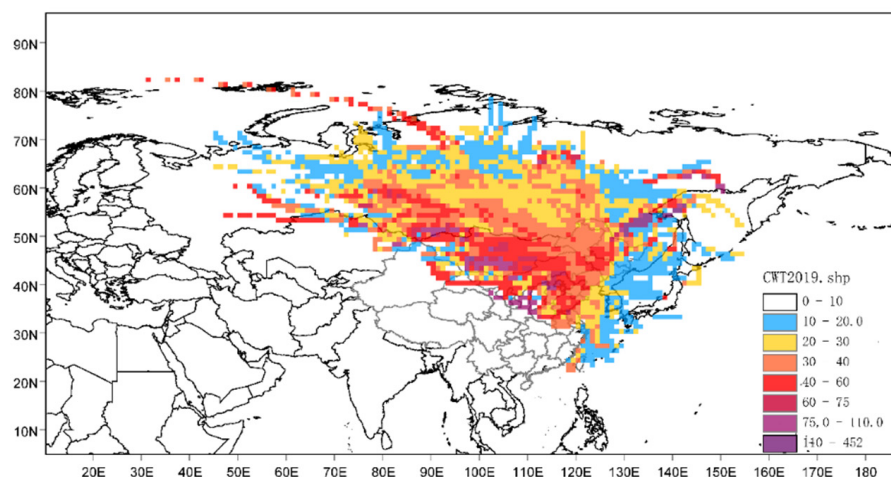 90N
80N
70N
60N
50N
40N
30N
20N
10N
CWT2019.shp
0 - 10
10 - 20.0
20 - 30
30 - 40
40 - 60
60 - 75
75.0 - 110.0
140 - 452
20E 30E 40E 50E 60E 70E 80E 90E 100E 110E 120E 130E 140E 150E 160E 170E 180